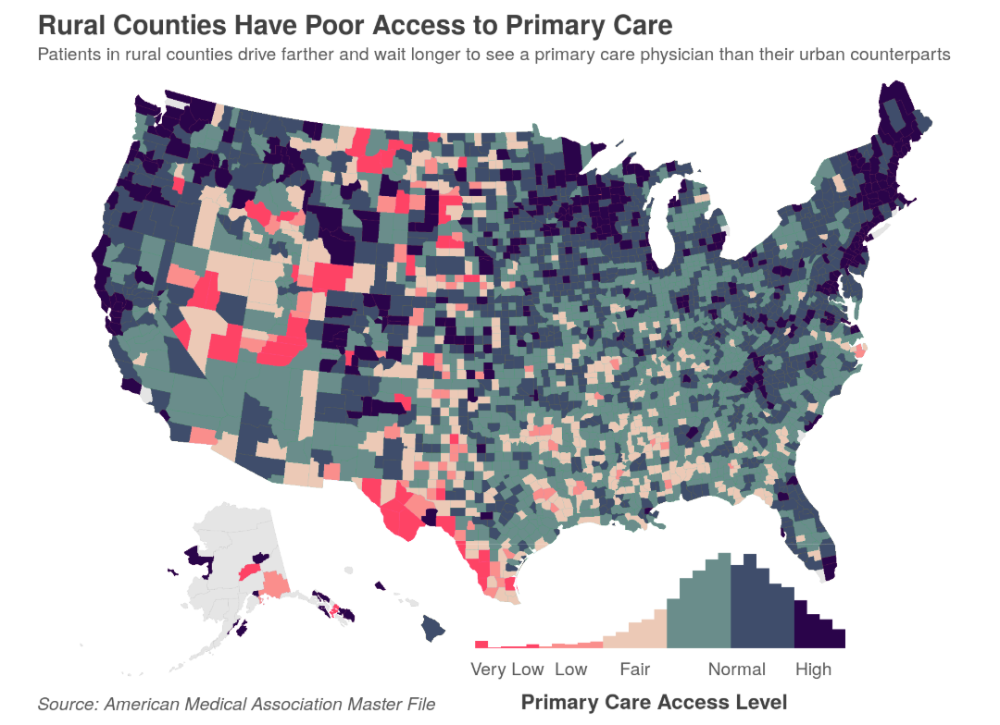 Rural Counties Have Poor Access to Primary Care
Patients in rural counties drive farther and wait longer to see a primary care physician than their urban counterparts
Very Low Low Fair Normal High
Primary Care Access Level
Source: American Medical Association Master File